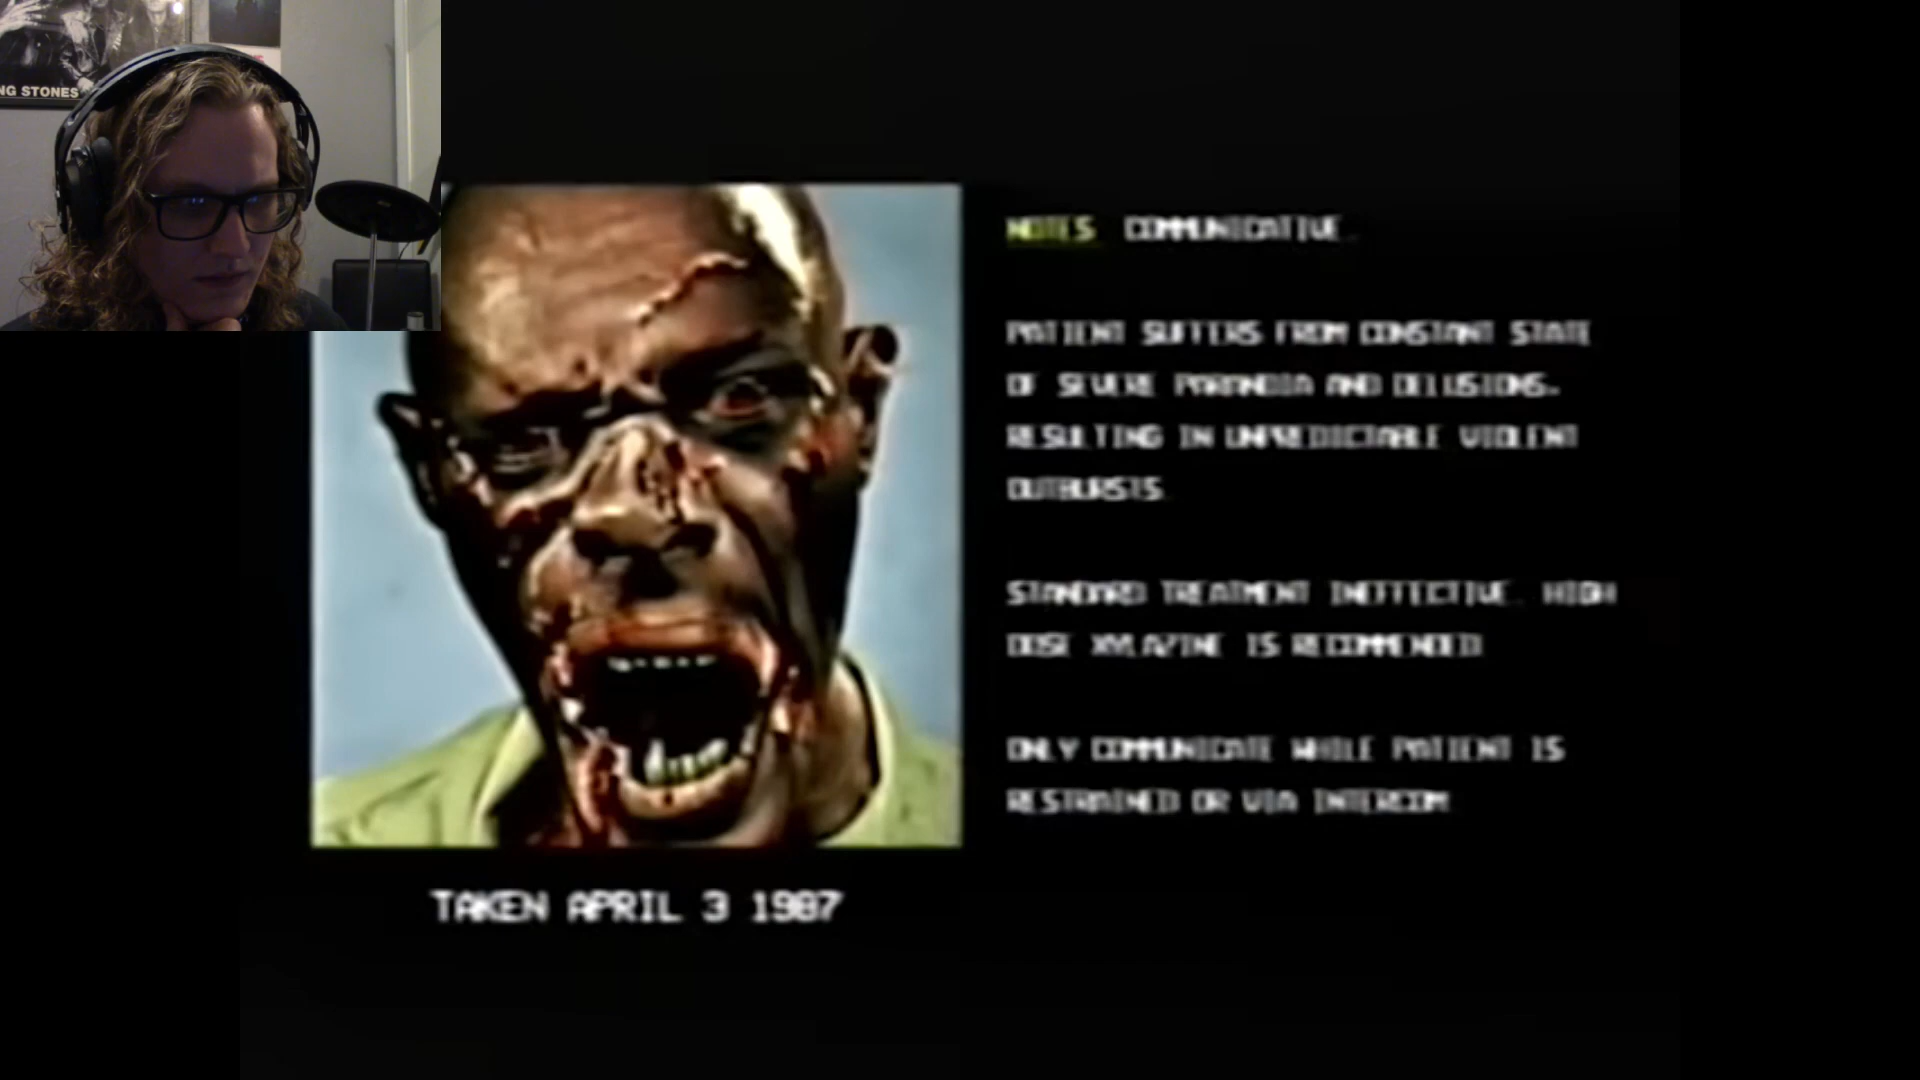 NG STONES
NOTES: COMMUNICATIVE.
PATIENT SUFFERS FROM CONSTANT STATE
OF SEVERE PARANOIA AND DELUSIONS-
RESULTING IN UNPREDICTABLE VIOLENT
OUTBURSTS.
STANDARD TREATMENT INEFFECTIVE. HIGH
DOSE XYLAZINE IS RECOMMENDED
ONLY COMMUNICATE WHILE PATIENT IS
RESTRAINED OR VIA INTERCOM
TAKEN APRIL 3 1987